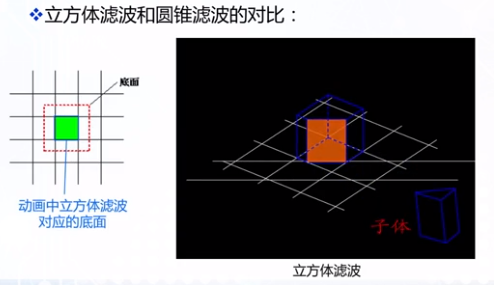 ❖立方体滤波和圆锥滤波的对比：
底面
动画中立方体滤波
对应的底面
子体
立方体滤波